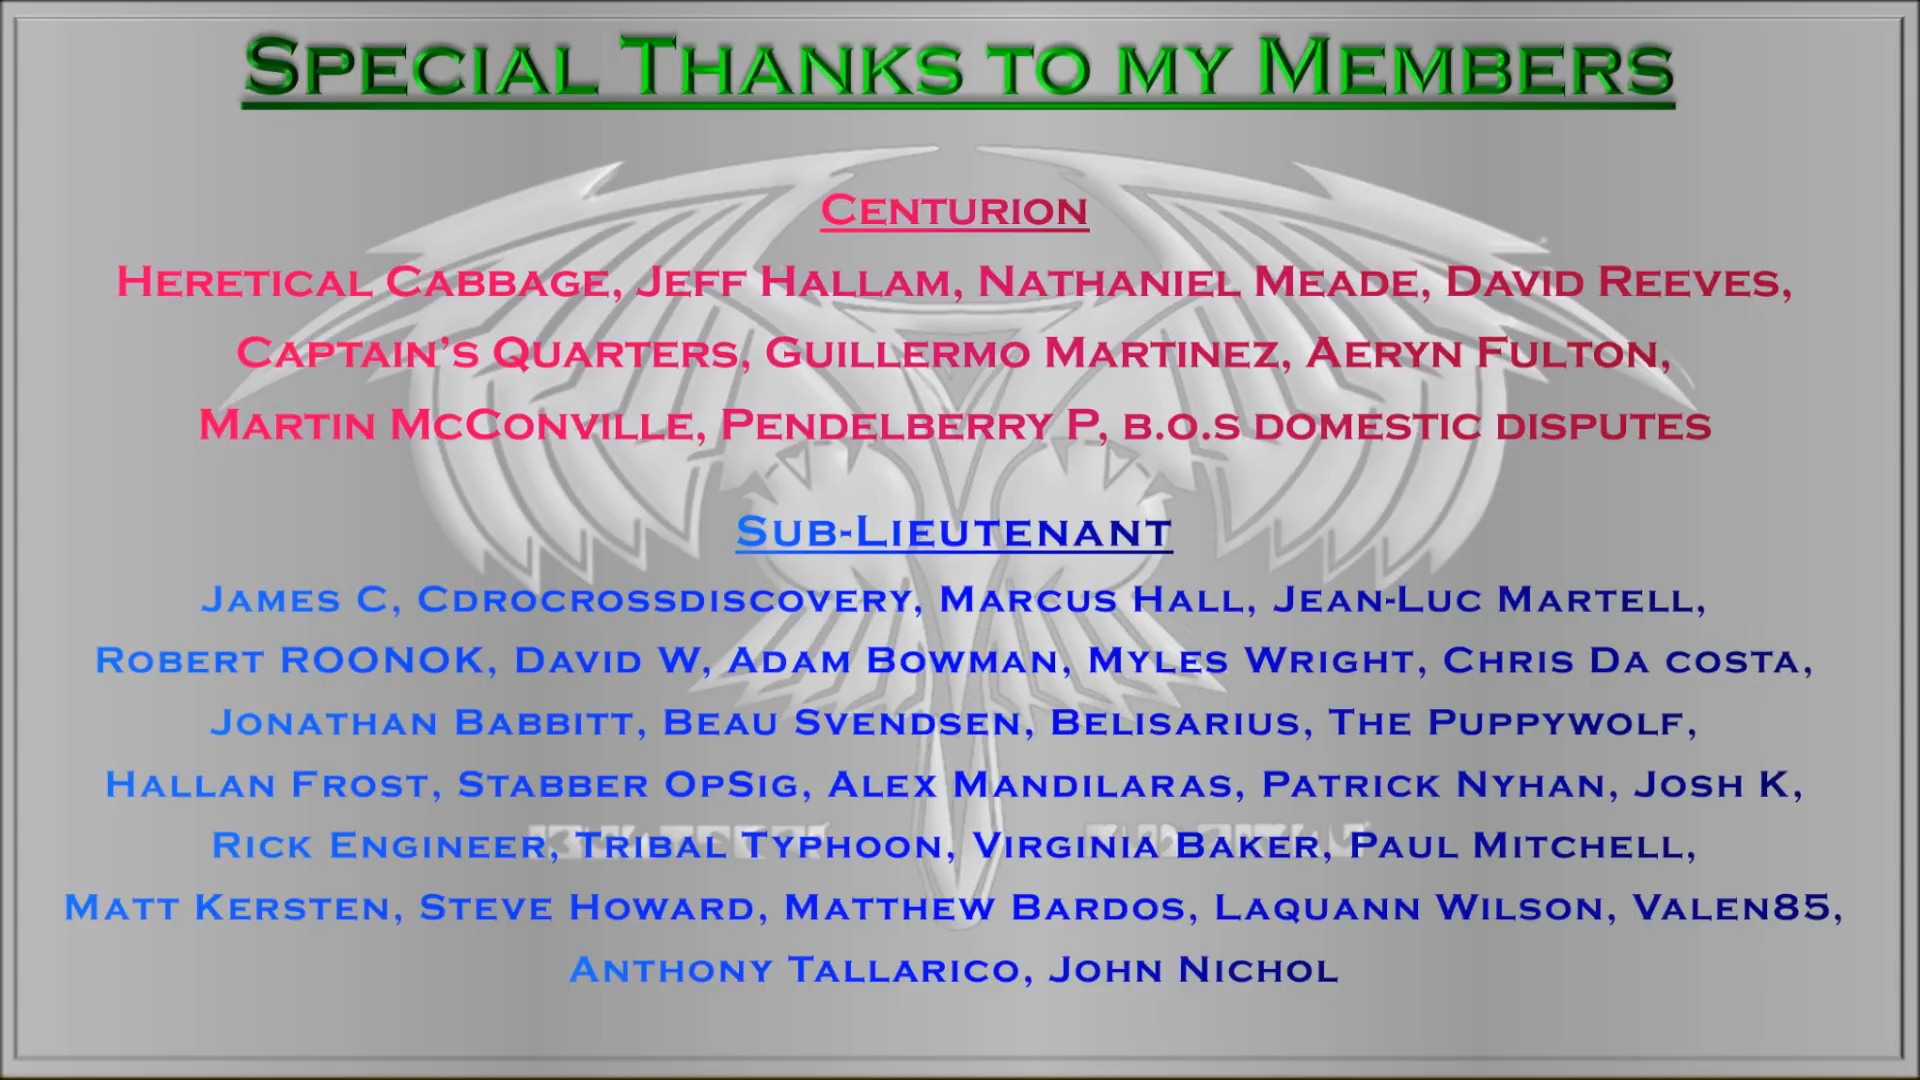 Special Thanks to my Members
Centurion
Heretical Cabbage, Jeff Hallam, Nathaniel Meade, David Reeves,
Captain’s Quarters, Guillermo Martinez, Aeryn Fulton,
Martin McConville, Pendelberry P, b.o.s domestic disputes
Sub-Lieutenant
James C, Cdrocrossdiscovery, Marcus Hall, Jean-Luc Martell,
Robert ROONOK, David W, Adam Bowman, Myles Wright, Chris Da costa,
Jonathan Babbitt, Beau Svendsen, Belisarius, The Puppywolf,
Hallan Frost, Stabber OpSig, Alex Mandilaras, Patrick Nyhan, Josh K,
Rick Engineer, Tribal Typhoon, Virginia Baker, Paul Mitchell,
Matt Kersten, Steve Howard, Matthew Bardos, Laquann Wilson, Valen85,
Anthony Tallarico, John Nichol